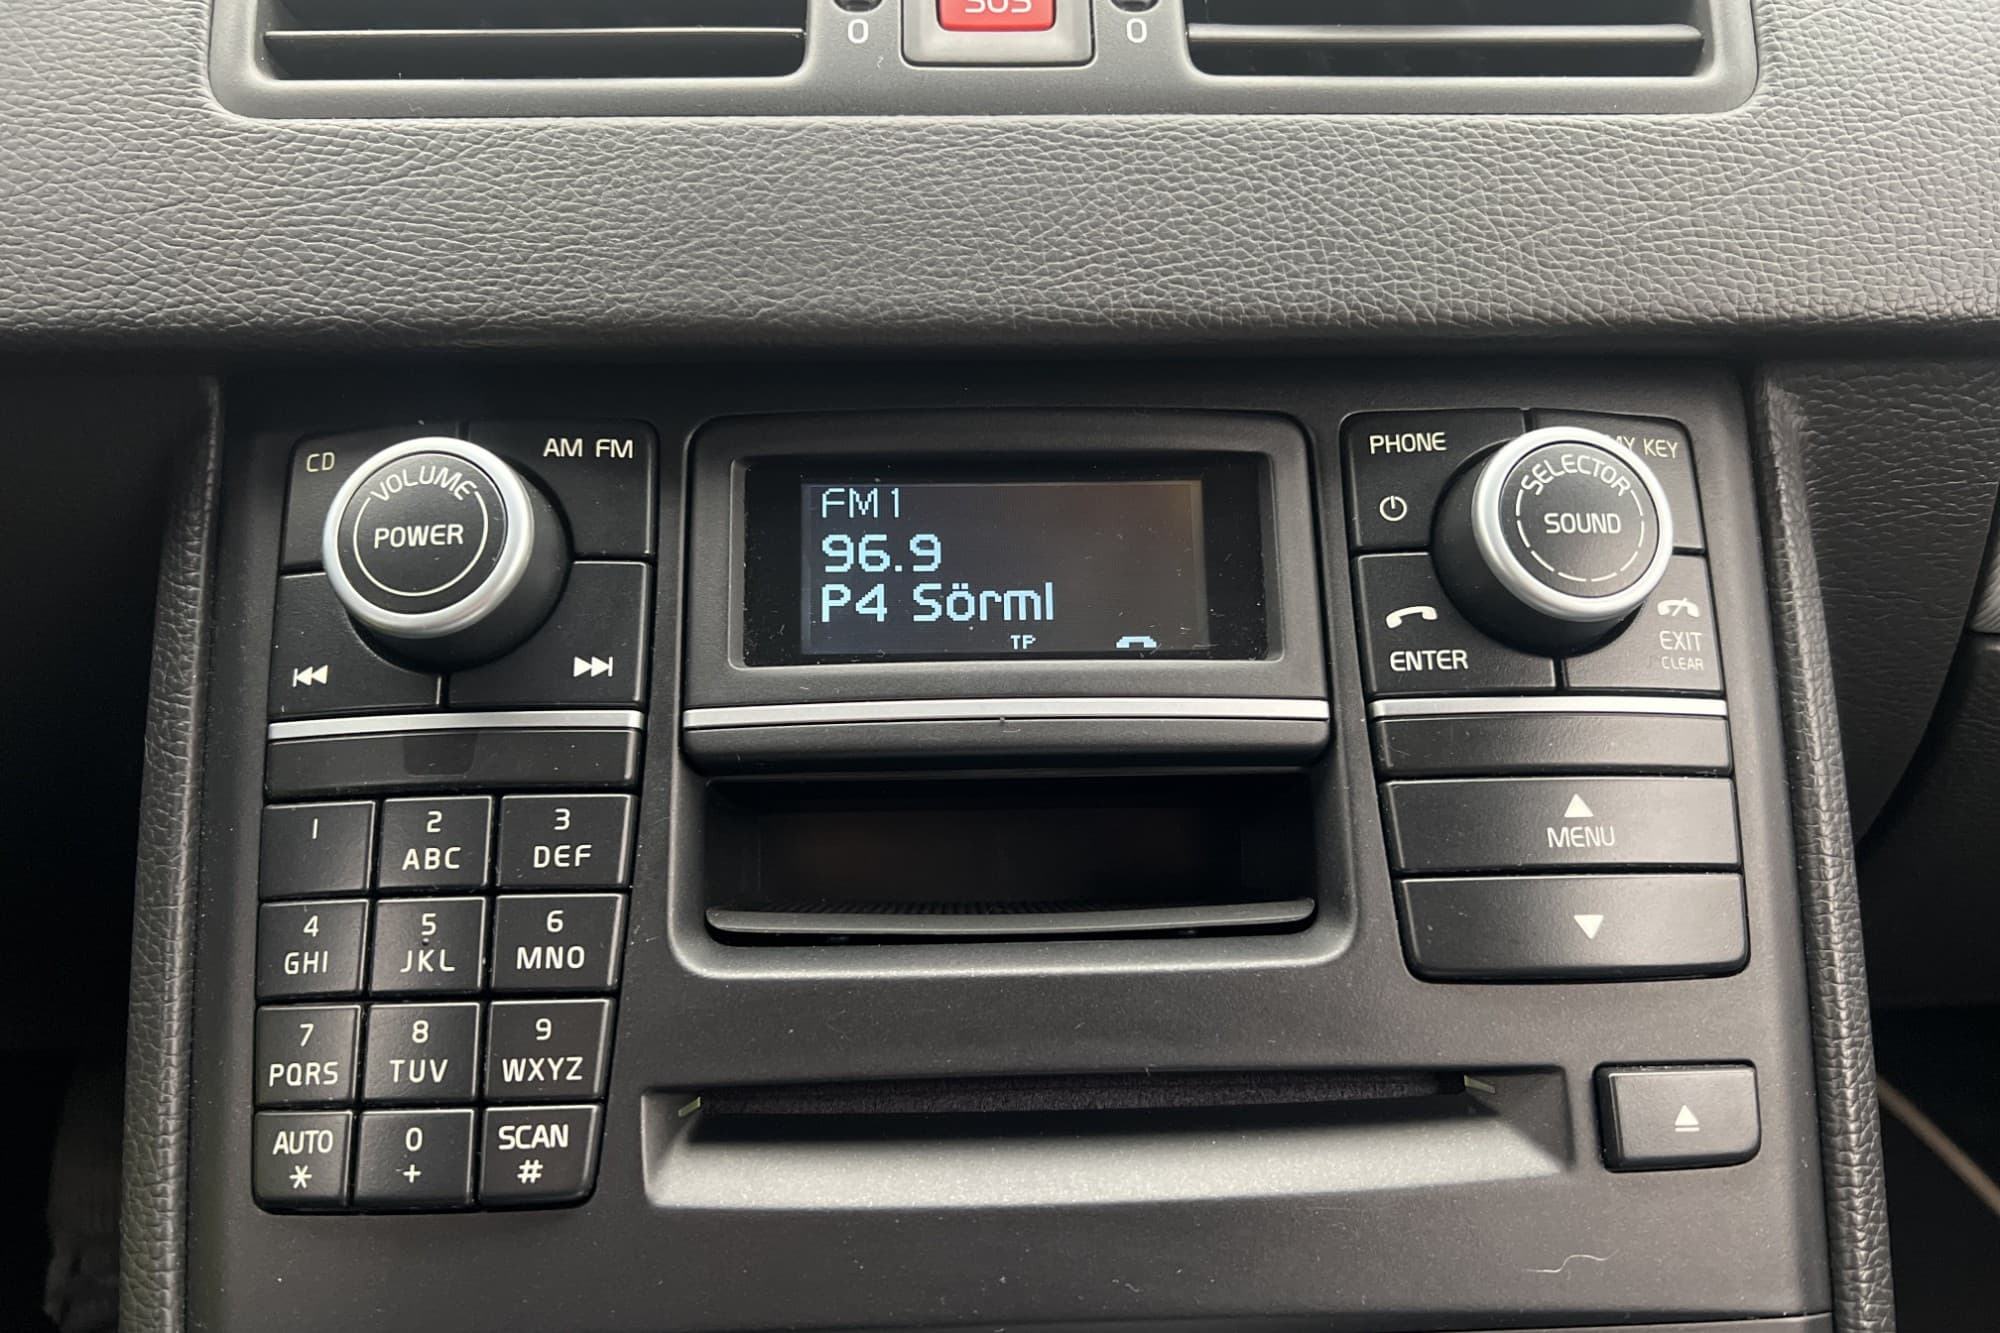 SOS
0
0
CD
AM FM
VOLUME
POWER
FM1
96.9
P4 Sörml
TP
PHONE
MY KEY
SELECTOR
SOUND
ENTER
EXIT
CLEAR
MENU
1
2
ABC
3
DEF
4
GHI
5
JKL
6
MNO
7
PQRS
8
TUV
9
WXYZ
AUTO
*
0
+
SCAN
#